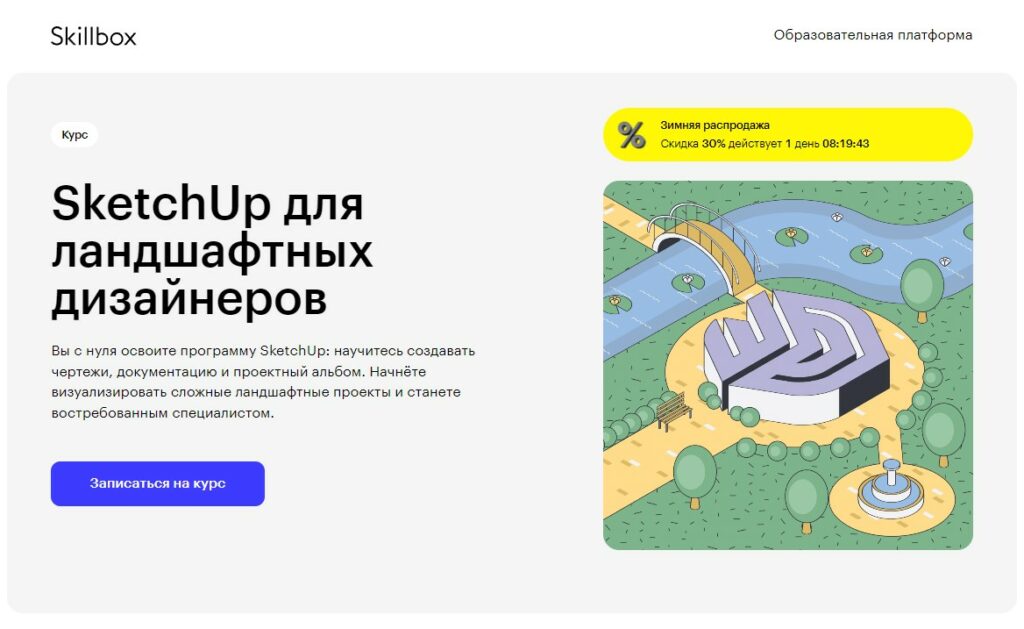 Skillbox
Образовательная платформа
Курс
SketchUp для
ландшафтных
дизайнеров
Вы с нуля освоите программу SketchUp: научитесь создавать
чертежи, документацию и проектный альбом. Начнёте
визуализировать сложные ландшафтные проекты и станете
востребованным специалистом.
Записаться на курс
%
Зимняя распродажа
Скидка 30% действует 1 день 08:19:43